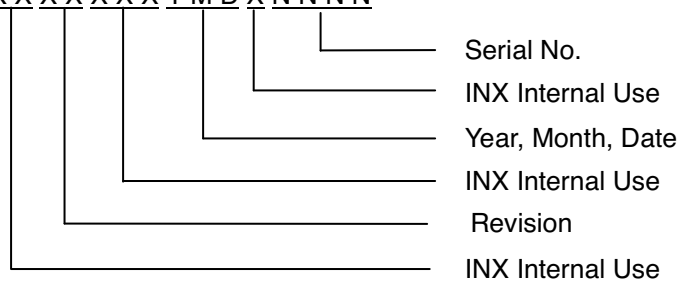 X X X X X X X Y M D X N N N N
Serial No.
INX Internal Use
Year, Month, Date
INX Internal Use
Revision
INX Internal Use